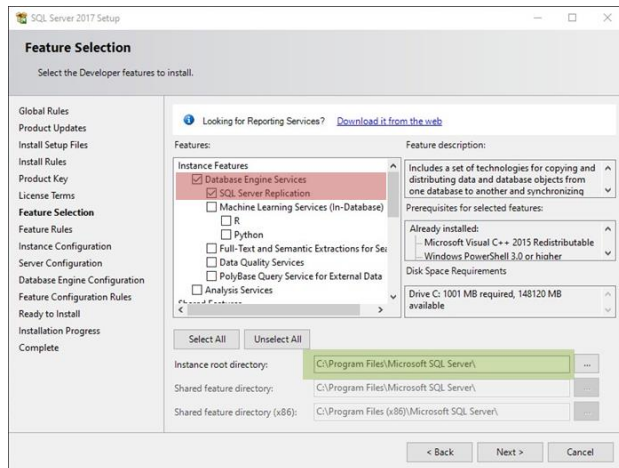 SQL Server 2017 Setup
Feature Selection
Select the Developer features to install.
Global Rules
Product Updates
Install Setup Files
Install Rules
Product Key
License Terms
Feature Selection
Feature Rules
Instance Configuration
Server Configuration
Database Engine Configuration
Feature Configuration Rules
Ready to Install
Installation Progress
Complete
Looking for Reporting Services? Download it from the web
Features:
Instance Features
Database Engine Services
SQL Server Replication
Machine Learning Services (In-Database)
R
Python
Full-Text and Semantic Extractions for Sea
Data Quality Services
PolyBase Query Service for External Data
Analysis Services
Shared Features
Feature description:
Includes a set of technologies for copying and
distributing data and database objects from
one database to another and synchronizing
Prerequisites for selected features:
Already installed:
Microsoft Visual C++ 2015 Redistributable
Windows PowerShell 3.0 or higher
Disk Space Requirements
Drive C: 1001 MB required, 148120 MB
available
Select All
Unselect All
Instance root directory: C:\Program Files\Microsoft SQL Server\ ...
Shared feature directory: C:\Program Files\Microsoft SQL Server\ ...
Shared feature directory (x86): C:\Program Files (x86)\Microsoft SQL Server\ ...
< Back
Next >
Cancel